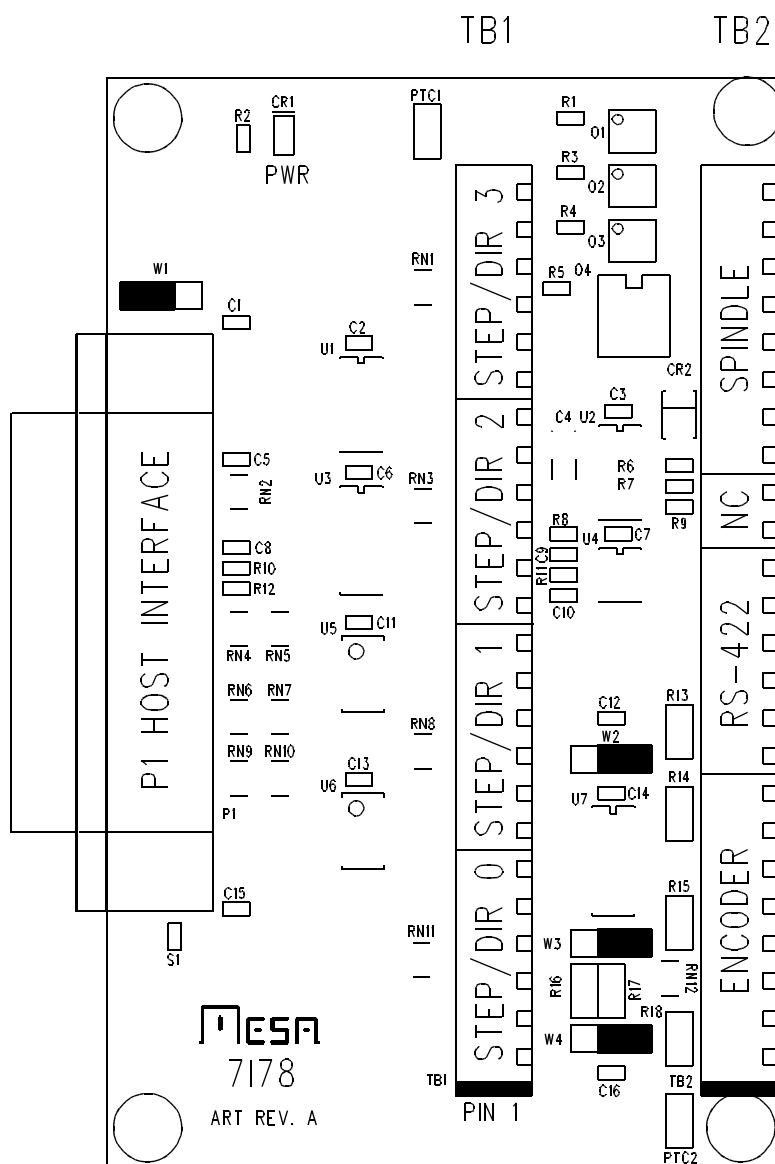 TB1 TB2
R2 CR1 PTC1 R1
O1
PWR
R3 O2
R4 O3
RN1
R5 O4
W1
C1
C2
U1
CR2
C3
C4 U2
STEP/DIR 3
SPINDLE
C5
RN2
U3 C6
RN3
R6
R7
R9
R8
U4 C7
C9
R11
C10
STEP/DIR 2
NC
P1 HOST INTERFACE
C8
R10
R12
U5 C11
RN4 RN5
RN6 RN7
RN8
C12
R13
W2
STEP/DIR 1
RS-422
RN9 RN10
C13
U6
P1
R14
U7 C14
C15
S1
RN11
R15
W3
R16
R17
RN12
R18
W4
STEP/DIR 0
ENCODER
MESA
7I78
ART REV. A
TB1
PIN 1
C16
TB2
PTC2